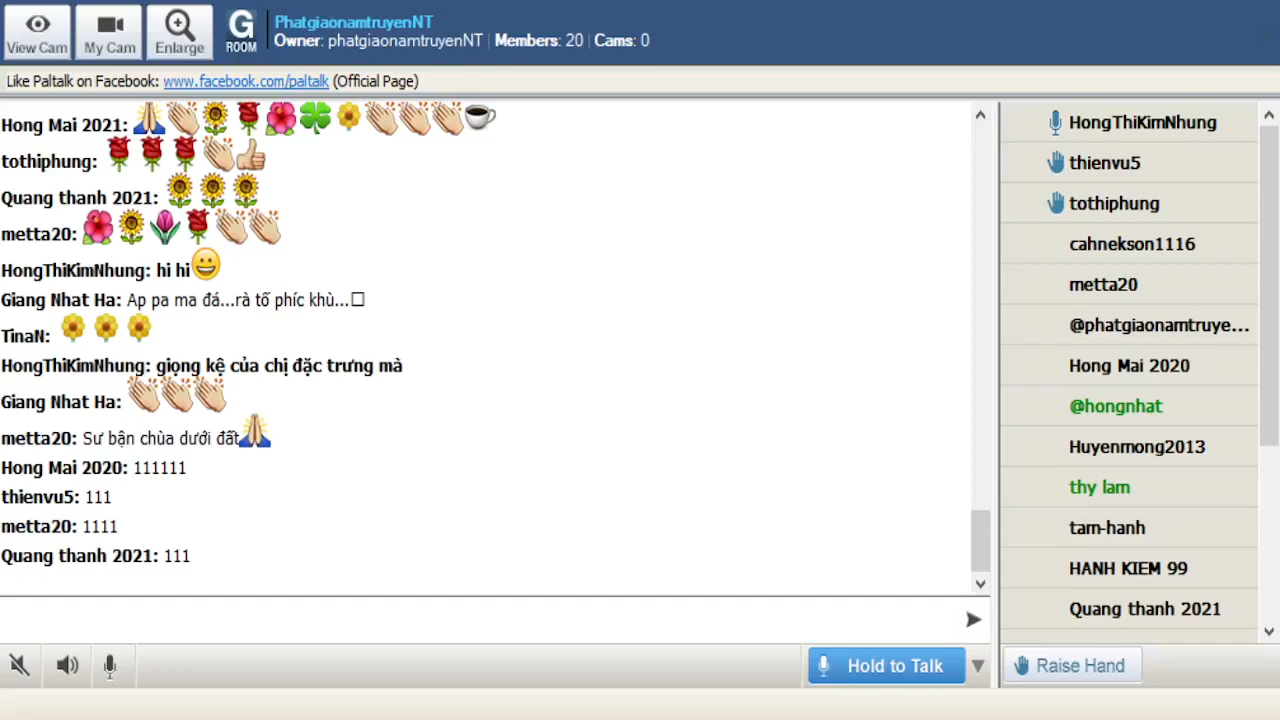 View Cam
My Cam
Enlarge
G
ROOM
PhatgiaonamtruyenNT
Owner: phatgiaonamtruyenNT | Members: 20 | Cams: 0
Like Paltalk on Facebook: www.facebook.com/paltalk (Official Page)
Hong Mai 2021: 🙏👏🌻🌹🌺🍀🌼👏👏👏☕
tothiphung: 🌹🌹🌹👏👍
Quang thanh 2021: 🌻🌻🌻
metta20: 🌺🌻🌷🌹👏👏
HongThiKimNhung: hi hi😀
Giang Nhat Ha: Ap pa ma đá...rà tố phíc khù...□
TinaN: 🌼🌼🌼
HongThiKimNhung: giọng kệ của chị đặc trưng mà
Giang Nhat Ha: 👏👏👏
metta20: Sư bận chùa dưới đất🙏
Hong Mai 2020: 111111
thienvu5: 111
metta20: 1111
Quang thanh 2021: 111
HongThiKimNhung
thienvu5
tothiphung
cahnekson1116
metta20
@phatgiaonamtruye...
Hong Mai 2020
@hongnhat
Huyenmong2013
thy lam
tam-hanh
HANH KIEM 99
Quang thanh 2021
Hold to Talk
Raise Hand